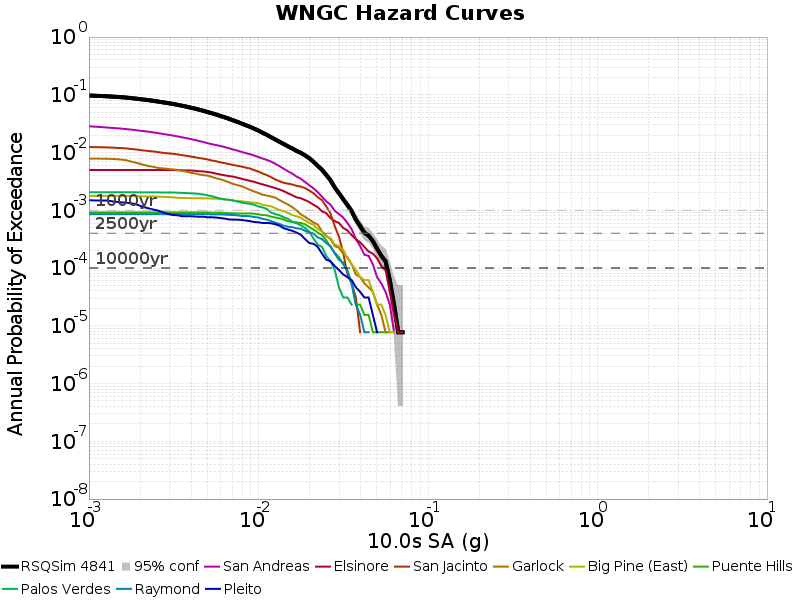 WNGC Hazard Curves
Annual Probability of Exceedance
10^0
10^-1
10^-2
10^-3
10^-4
10^-5
10^-6
10^-7
10^-8
1000yr
2500yr
10000yr
10^-3 10^-2 10^-1 10^0 10^1
10.0s SA (g)
RSQSim 4841 95% conf San Andreas Elsinore San Jacinto Garlock Big Pine (East) Puente Hills
Palos Verdes Raymond Pleito